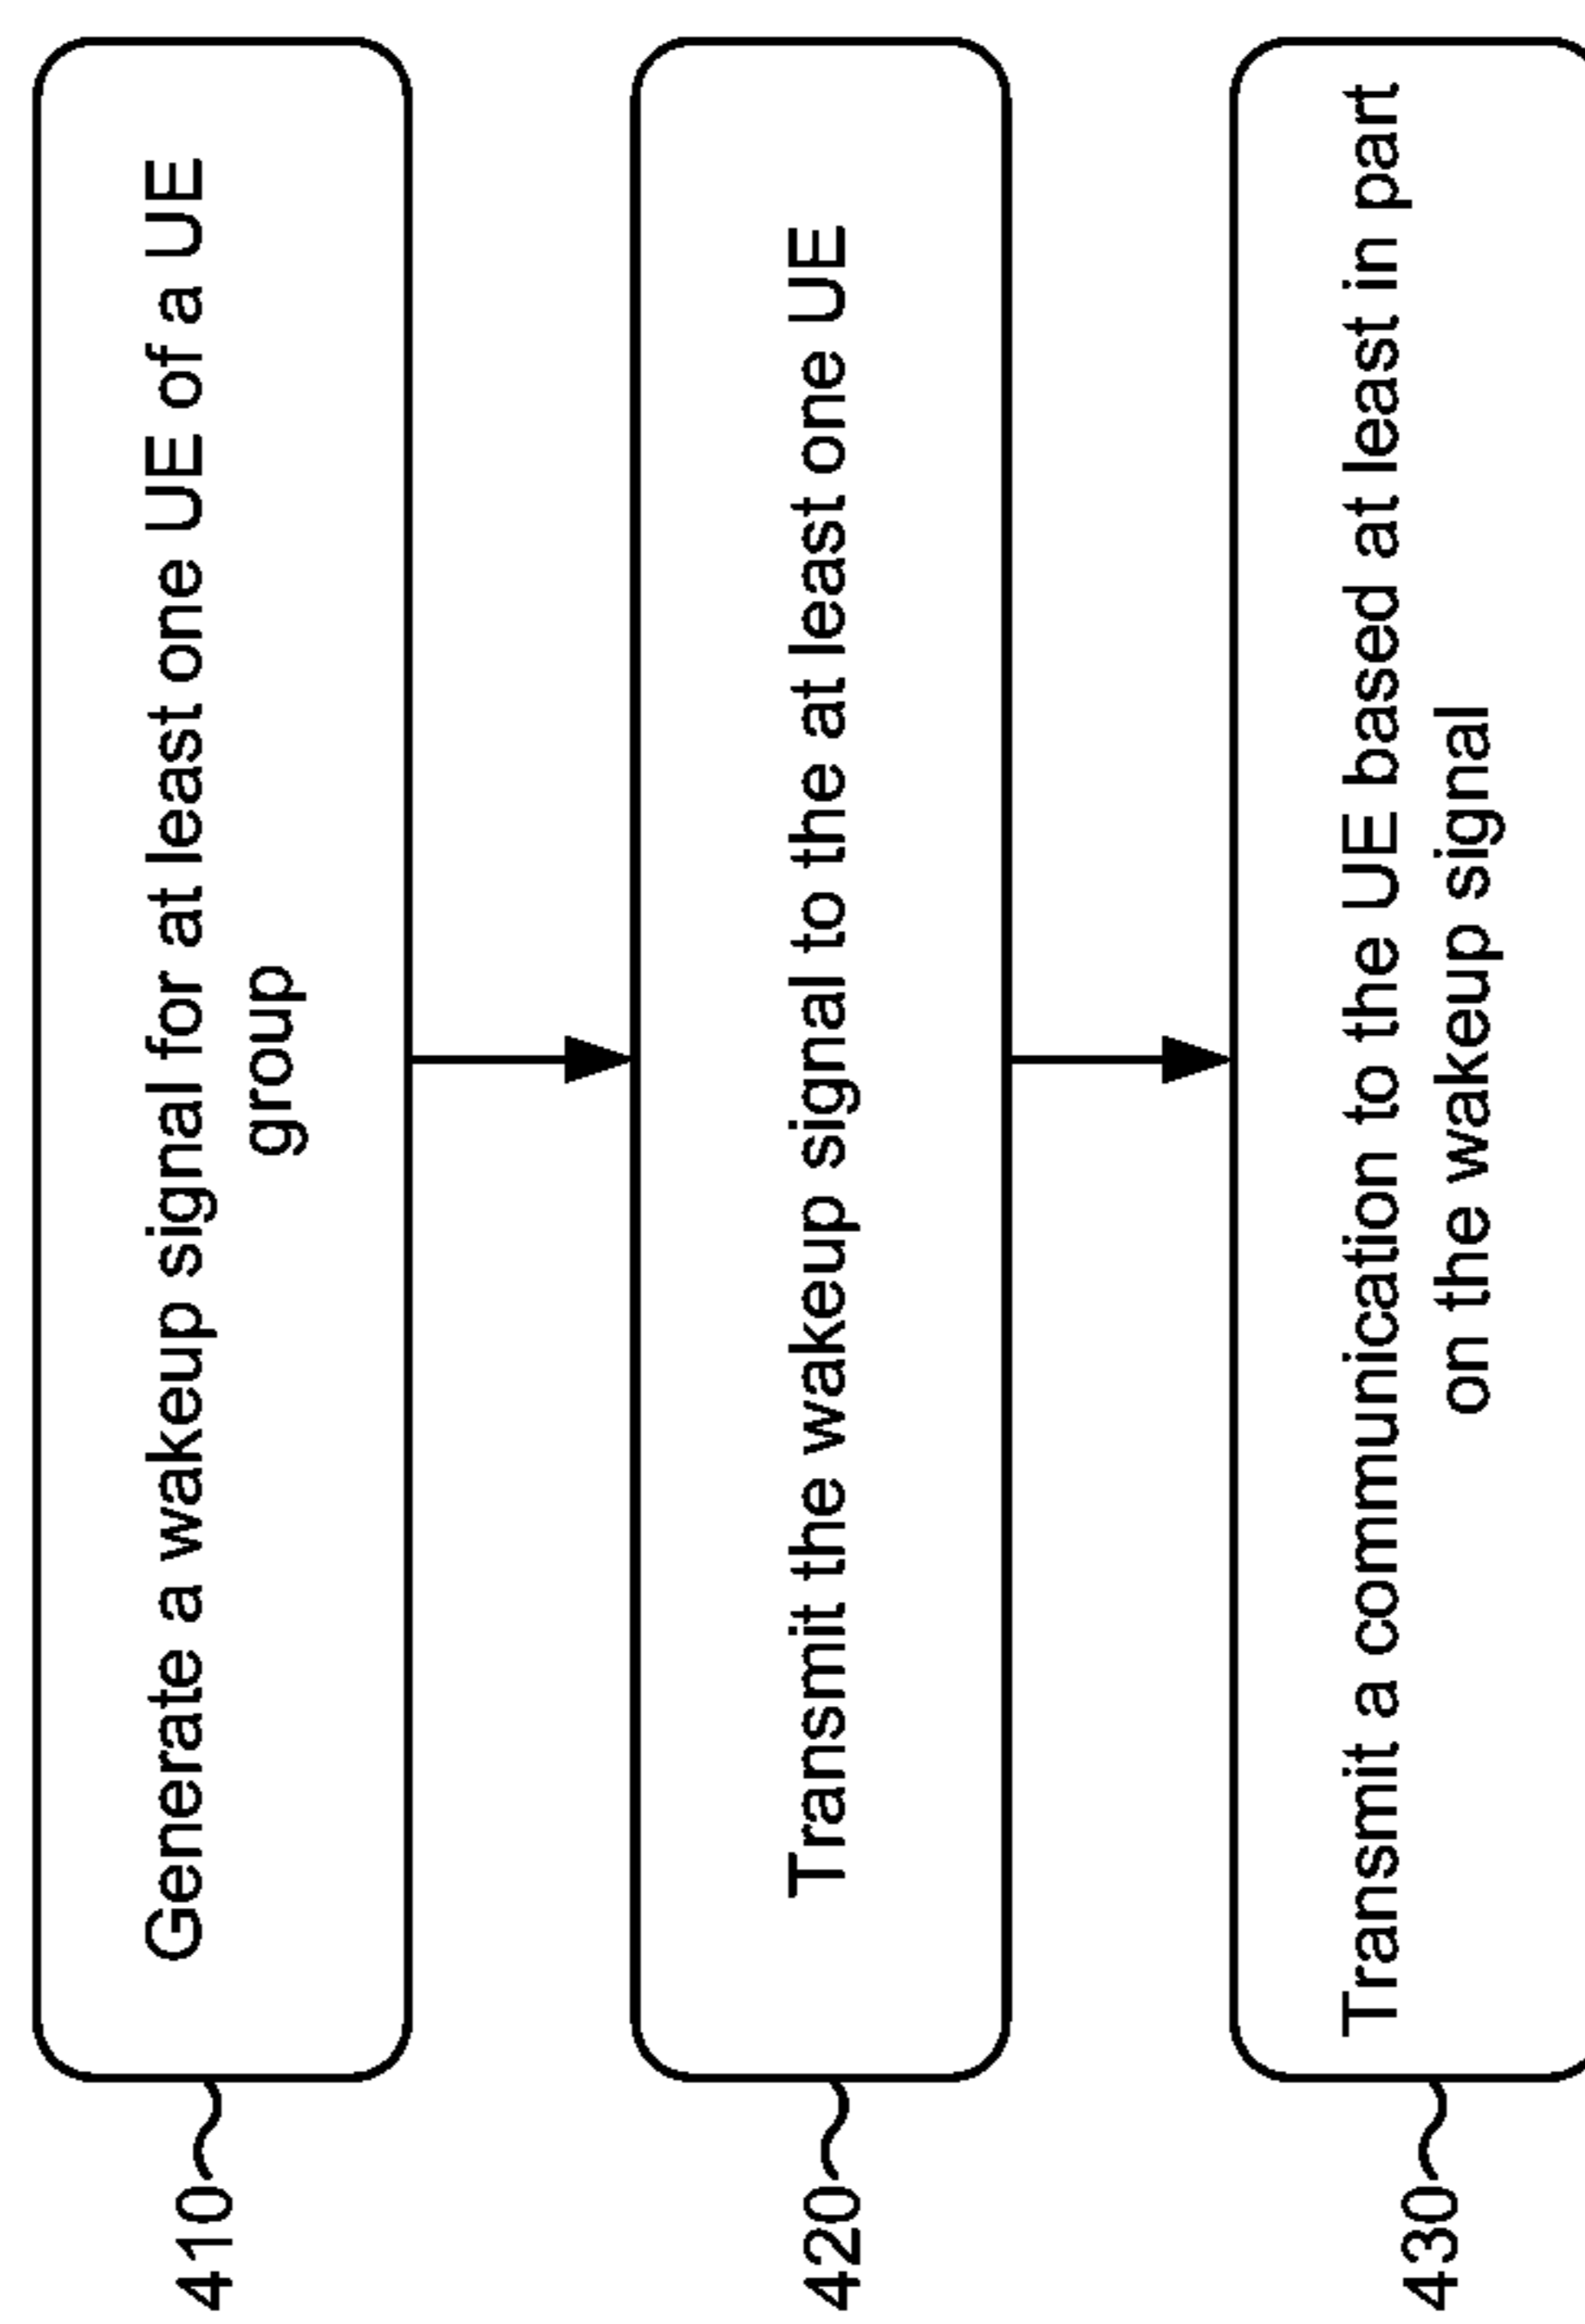 410
Generate a wakeup signal for at least one UE of a UE
group
420
Transmit the wakeup signal to the at least one UE
430
Transmit a communication to the UE based at least in part
on the wakeup signal